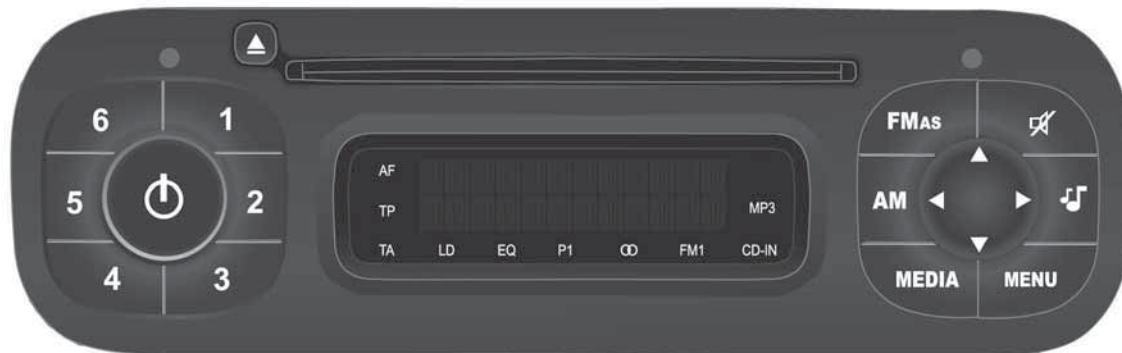 6 1
5 2
4 3
AF
TP MP3
TA LD EQ P1 FM1 CD-IN
FMAS
AM
MEDIA MENU